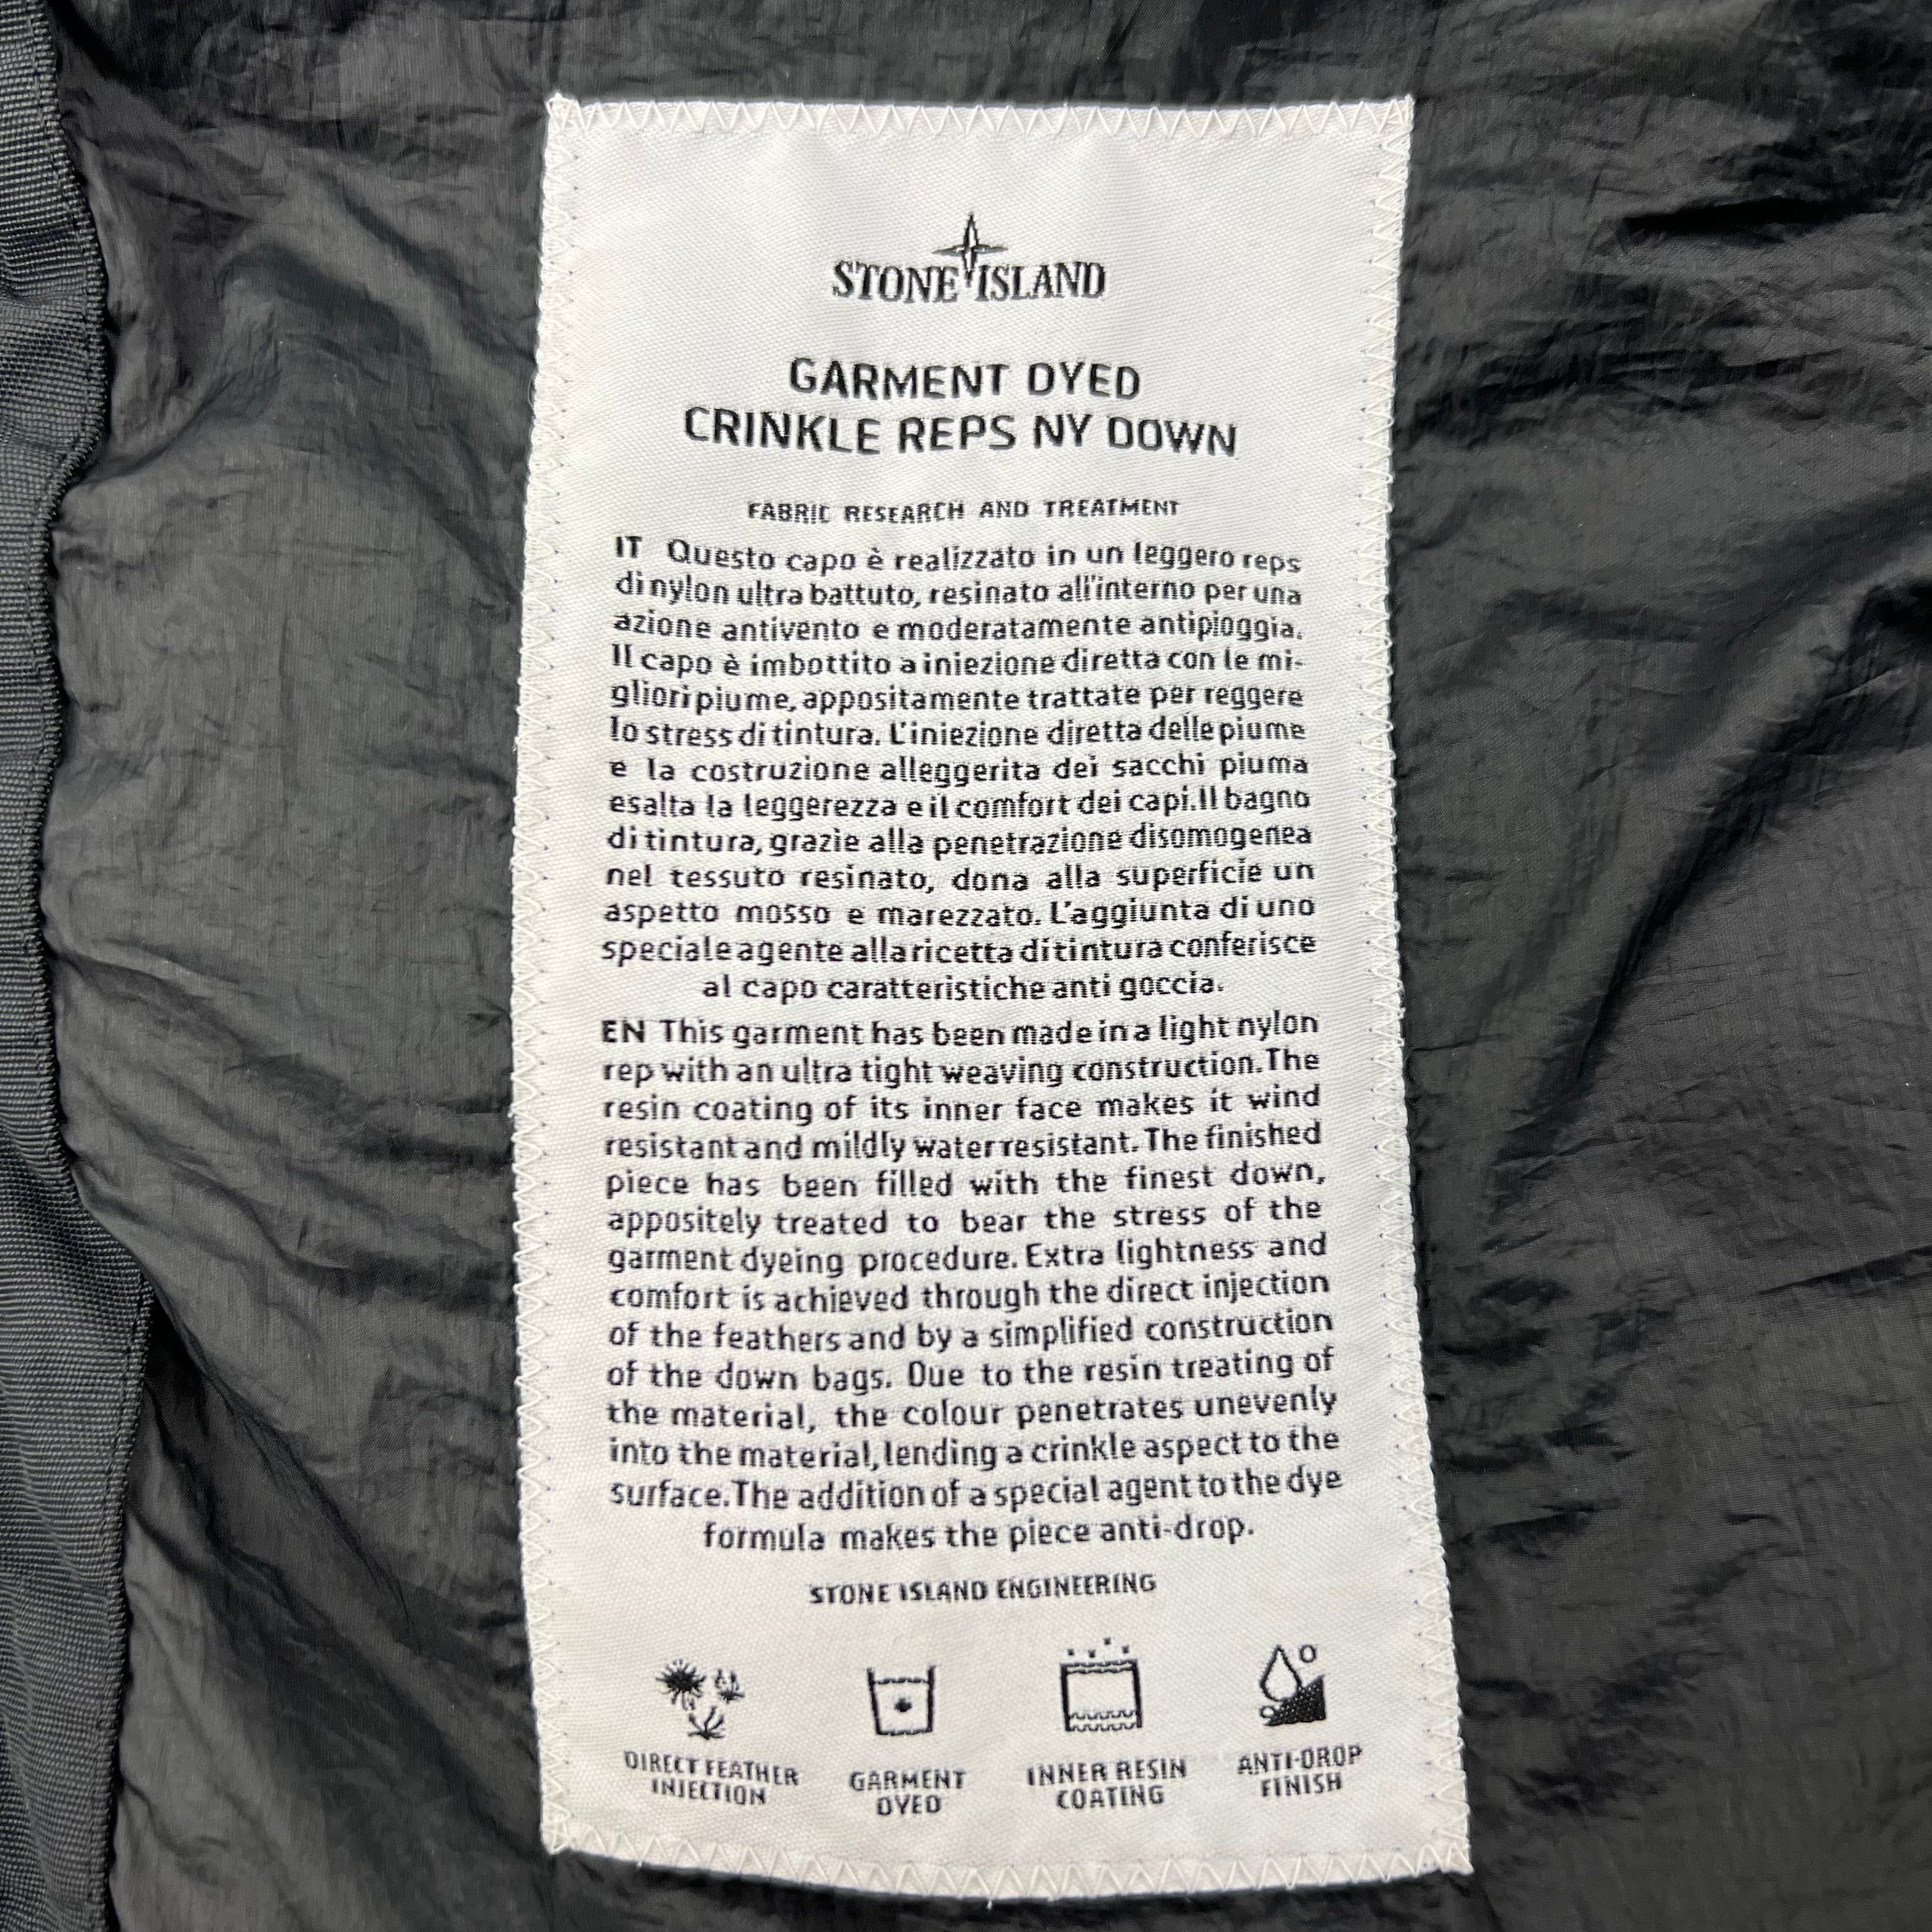 STONE ISLAND
GARMENT DYED
CRINKLE REPS NY DOWN
FABRIC RESEARCH AND TREATMENT
IT Questo capo è realizzato in un leggero reps
di nylon ultra battuto, resinato all'interno per una
azione antivento e moderatamente antipioggia.
Il capo è imbottito a iniezione diretta con le mi-
gliori piume, appositamente trattate per reggere
lo stress di tintura. L'iniezione diretta delle piume
e la costruzione alleggerita dei sacchi piuma
esalta la leggerezza e il comfort dei capi. Il bagno
di tintura, grazie alla penetrazione disomogenea
nel tessuto resinato, dona alla superficie un
aspetto mosso e marezzato. L'aggiunta di uno
speciale agente alla ricetta di tintura conferisce
al capo caratteristiche anti goccia.
EN This garment has been made in a light nylon
rep with an ultra tight weaving construction. The
resin coating of its inner face makes it wind
resistant and mildly water resistant. The finished
piece has been filled with the finest down,
appositely treated to bear the stress of the
garment dyeing procedure. Extra lightness and
comfort is achieved through the direct injection
of the feathers and by a simplified construction
of the down bags. Due to the resin treating of
the material, the colour penetrates unevenly
into the material, lending a crinkle aspect to the
surface. The addition of a special agent to the dye
formula makes the piece anti-drop.
STONE ISLAND ENGINEERING
DIRECT FEATHER
INJECTION
GARMENT
DYED
INNER RESIN
COATING
ANTI-DROP
FINISH